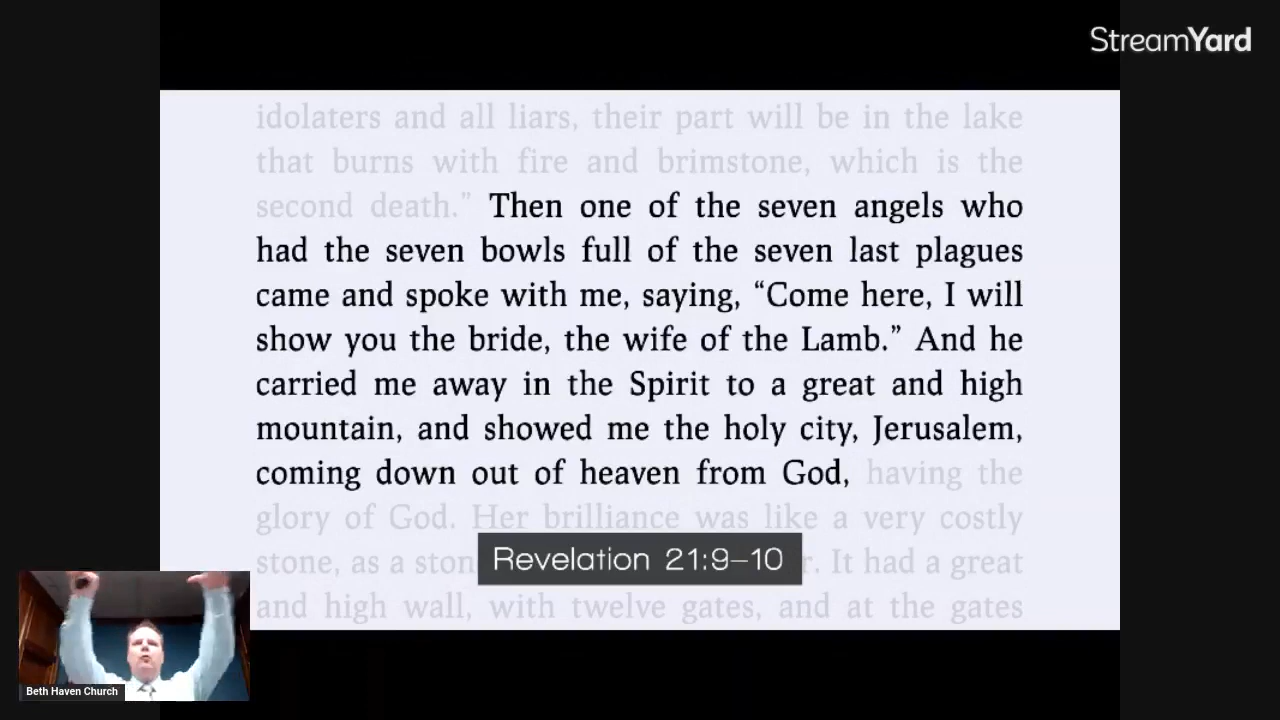 StreamYard
idolaters and all liars, their part will be in the lake
that burns with fire and brimstone, which is the
second death.” Then one of the seven angels who
had the seven bowls full of the seven last plagues
came and spoke with me, saying, “Come here, I will
show you the bride, the wife of the Lamb.” And he
carried me away in the Spirit to a great and high
mountain, and showed me the holy city, Jerusalem,
coming down out of heaven from God, having the
glory of God. Her brilliance was like a very costly
stone, as a ston r. It had a great
Revelation 21:9–10
and high wall, with twelve gates, and at the gates
Beth Haven Church